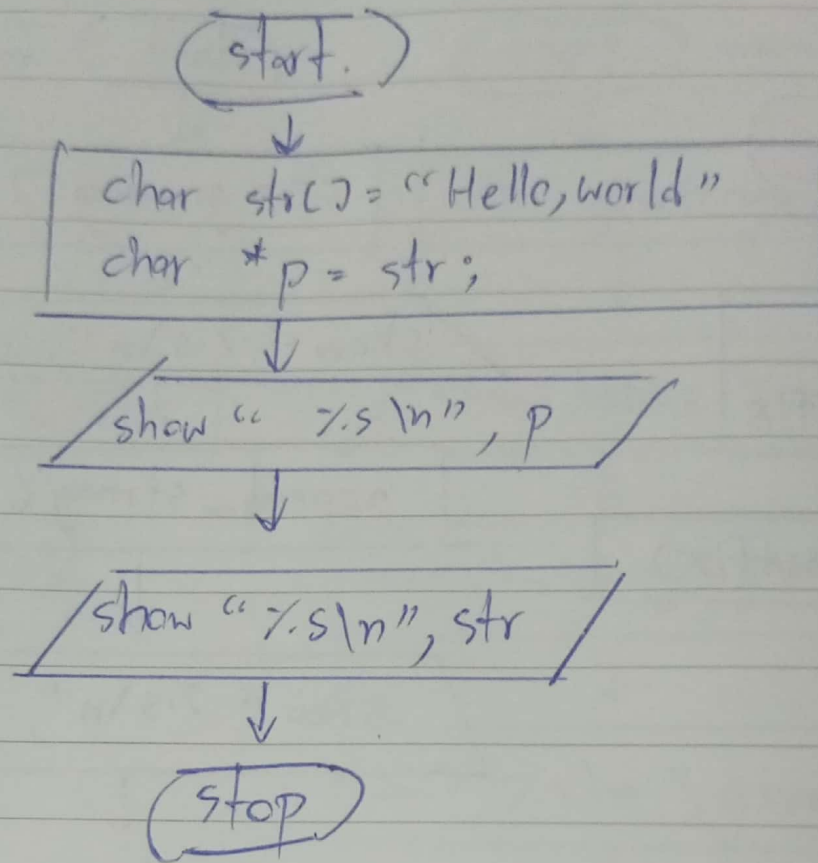 start.
char str[] = "Hello, world"
char *p = str;
show " %s \n", p
show "%s\n", str
stop